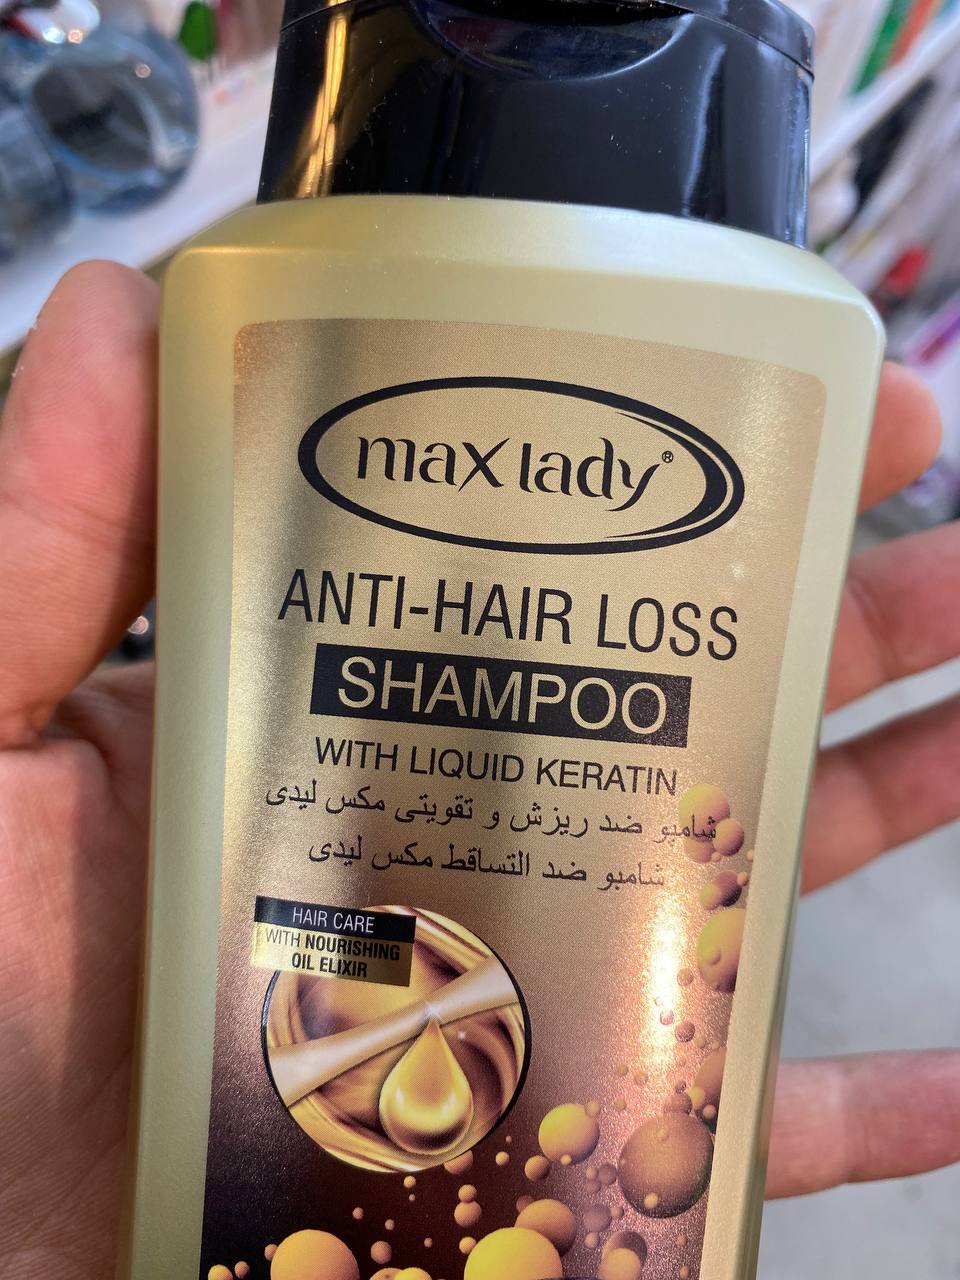 max lady®
ANTI-HAIR LOSS
SHAMPOO
WITH LIQUID KERATIN
شامپو ضد ریزش و تقویتی مکس لیدی
شامبو ضد التساقط مکس لیدی
HAIR CARE
WITH NOURISHING
OIL ELIXIR